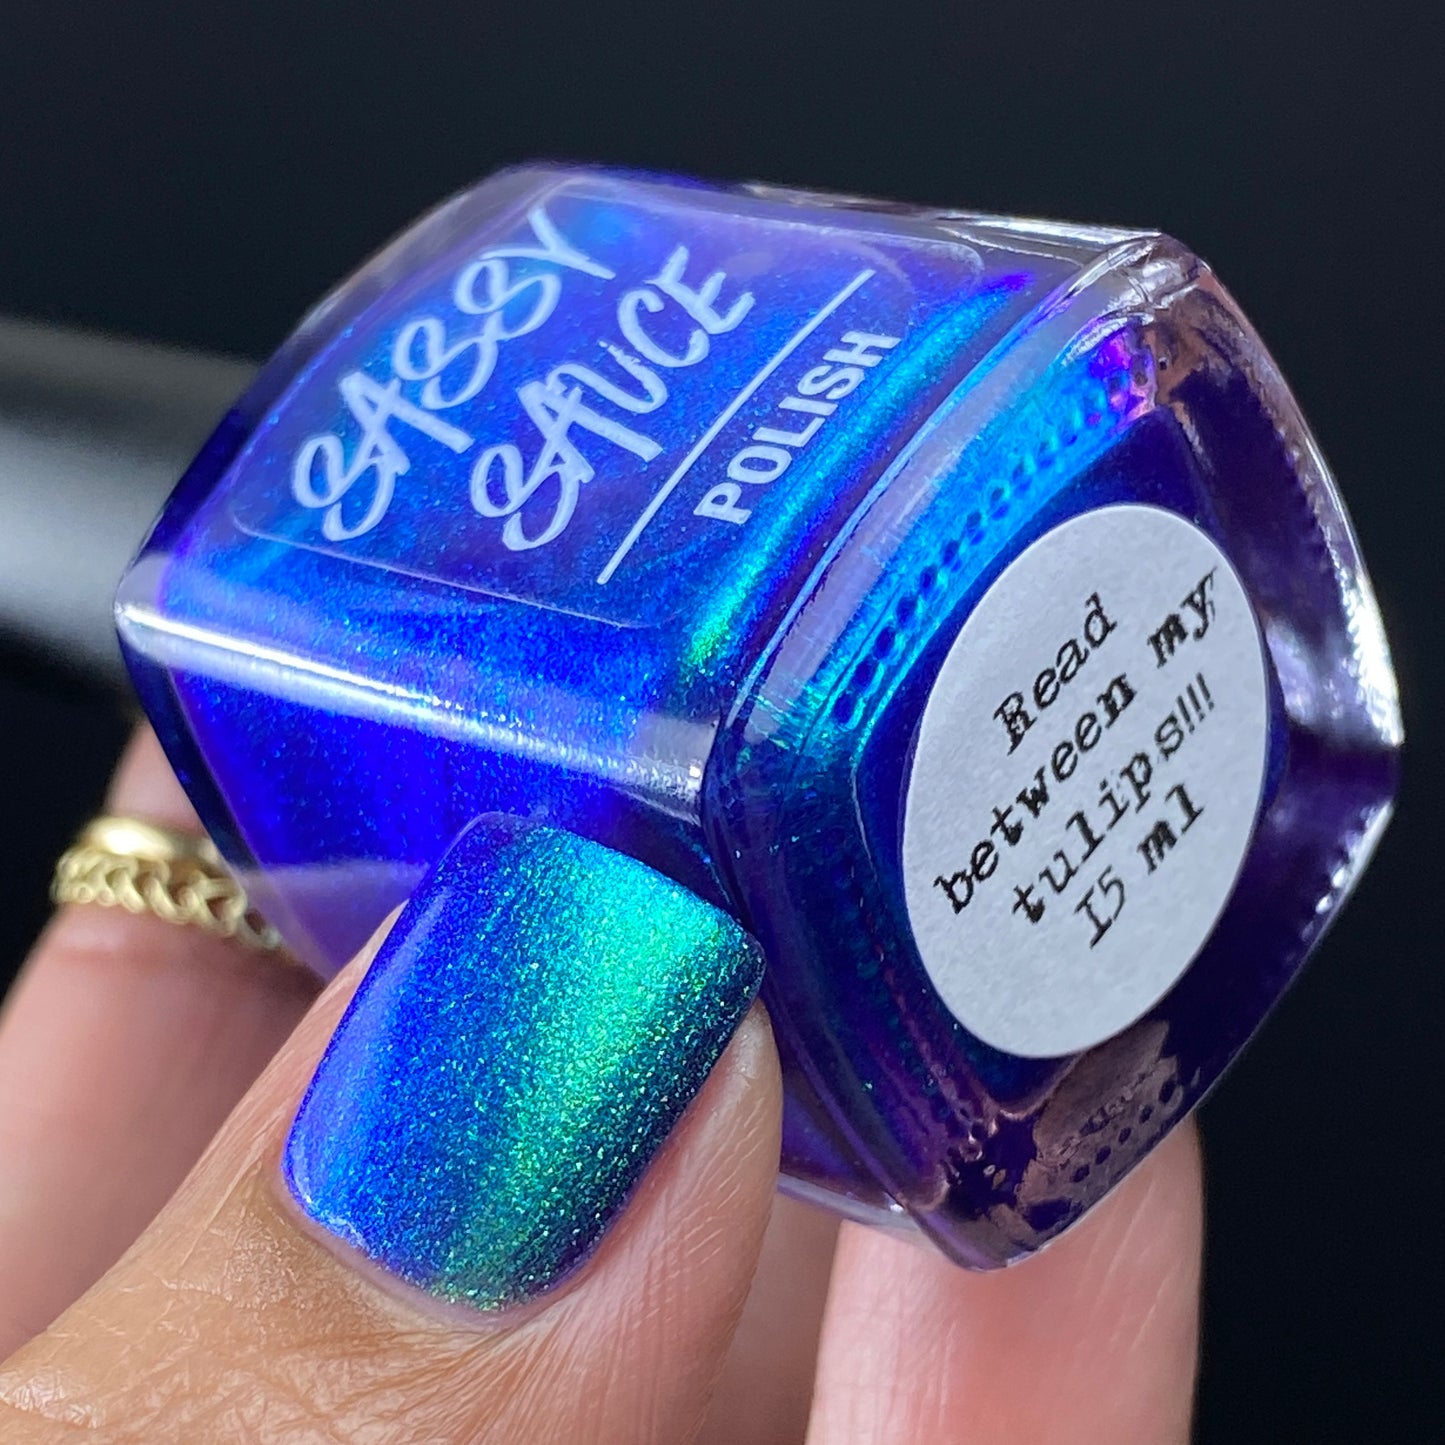 SASSY
SAUCE
POLISH
Read
between my
tulips!!!
15 ml